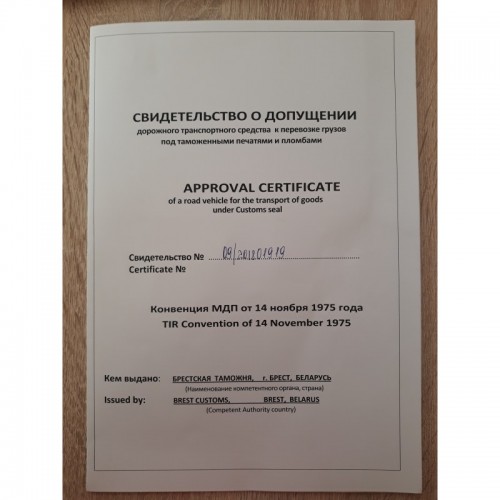 СВИДЕТЕЛЬСТВО О ДОПУЩЕНИИ
дорожного транспортного средства к перевозке грузов
под таможенными печатями и пломбами
APPROVAL CERTIFICATE
of a road vehicle for the transport of goods
under Customs seal
Свидетельство №
Certificate №
Конвенция МДП от 14 ноября 1975 года
TIR Convention of 14 November 1975
Кем выдано: БРЕСТСКАЯ ТАМОЖНЯ, г. БРЕСТ, БЕЛАРУСЬ
(Наименование компетентного органа, страна)
Issued by: BREST CUSTOMS, BREST, BELARUS
(Competent Authority country)